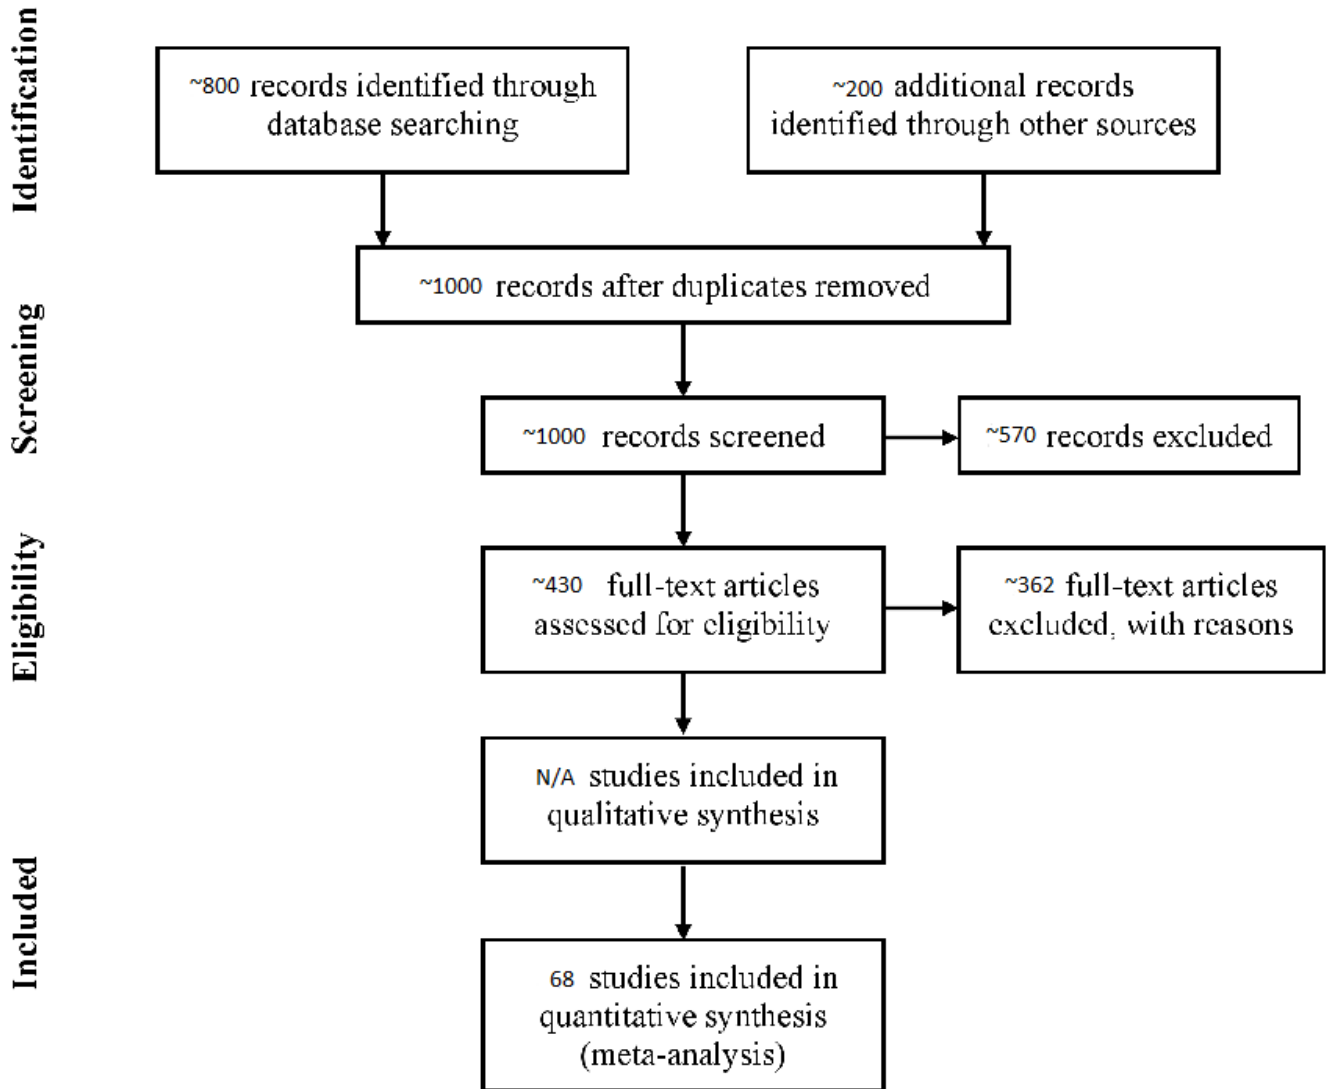 Identification
~800 records identified through
database searching
~200 additional records
identified through other sources
~1000 records after duplicates removed
Screening
~1000 records screened
~570 records excluded
Eligibility
~430 full-text articles
assessed for eligibility
~362 full-text articles
excluded, with reasons
N/A studies included in
qualitative synthesis
Included
68 studies included in
quantitative synthesis
(meta-analysis)